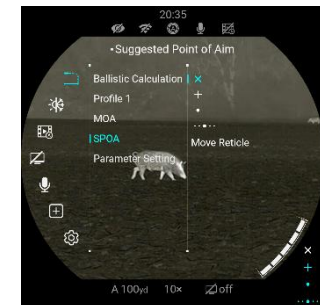 20:35
•Suggested Point of Aim
Ballistic Calculation
Profile 1
MOA
SPOA
Move Reticle
Parameter Setting
A 100yd 10× off